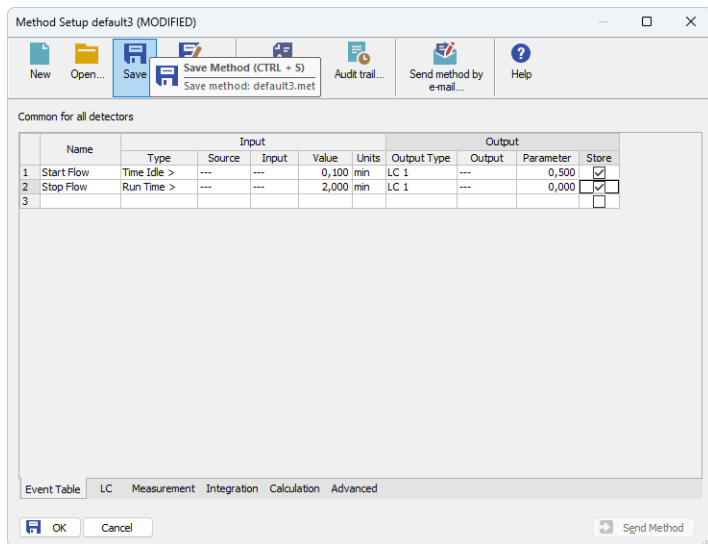 Method Setup default3 (MODIFIED)
New Open... Save Audit trail... Send method by e-mail... Help
Save Method (CTRL + S)
Save method: default3.met
Common for all detectors
Name Input Output
Type Source Input Value Units Output Type Output Parameter Store
1 Start Flow Time Idle > --- --- 0,100 min LC 1 --- 0,500
2 Stop Flow Run Time > --- --- 2,000 min LC 1 --- 0,000
3
Event Table LC Measurement Integration Calculation Advanced
OK Cancel Send Method